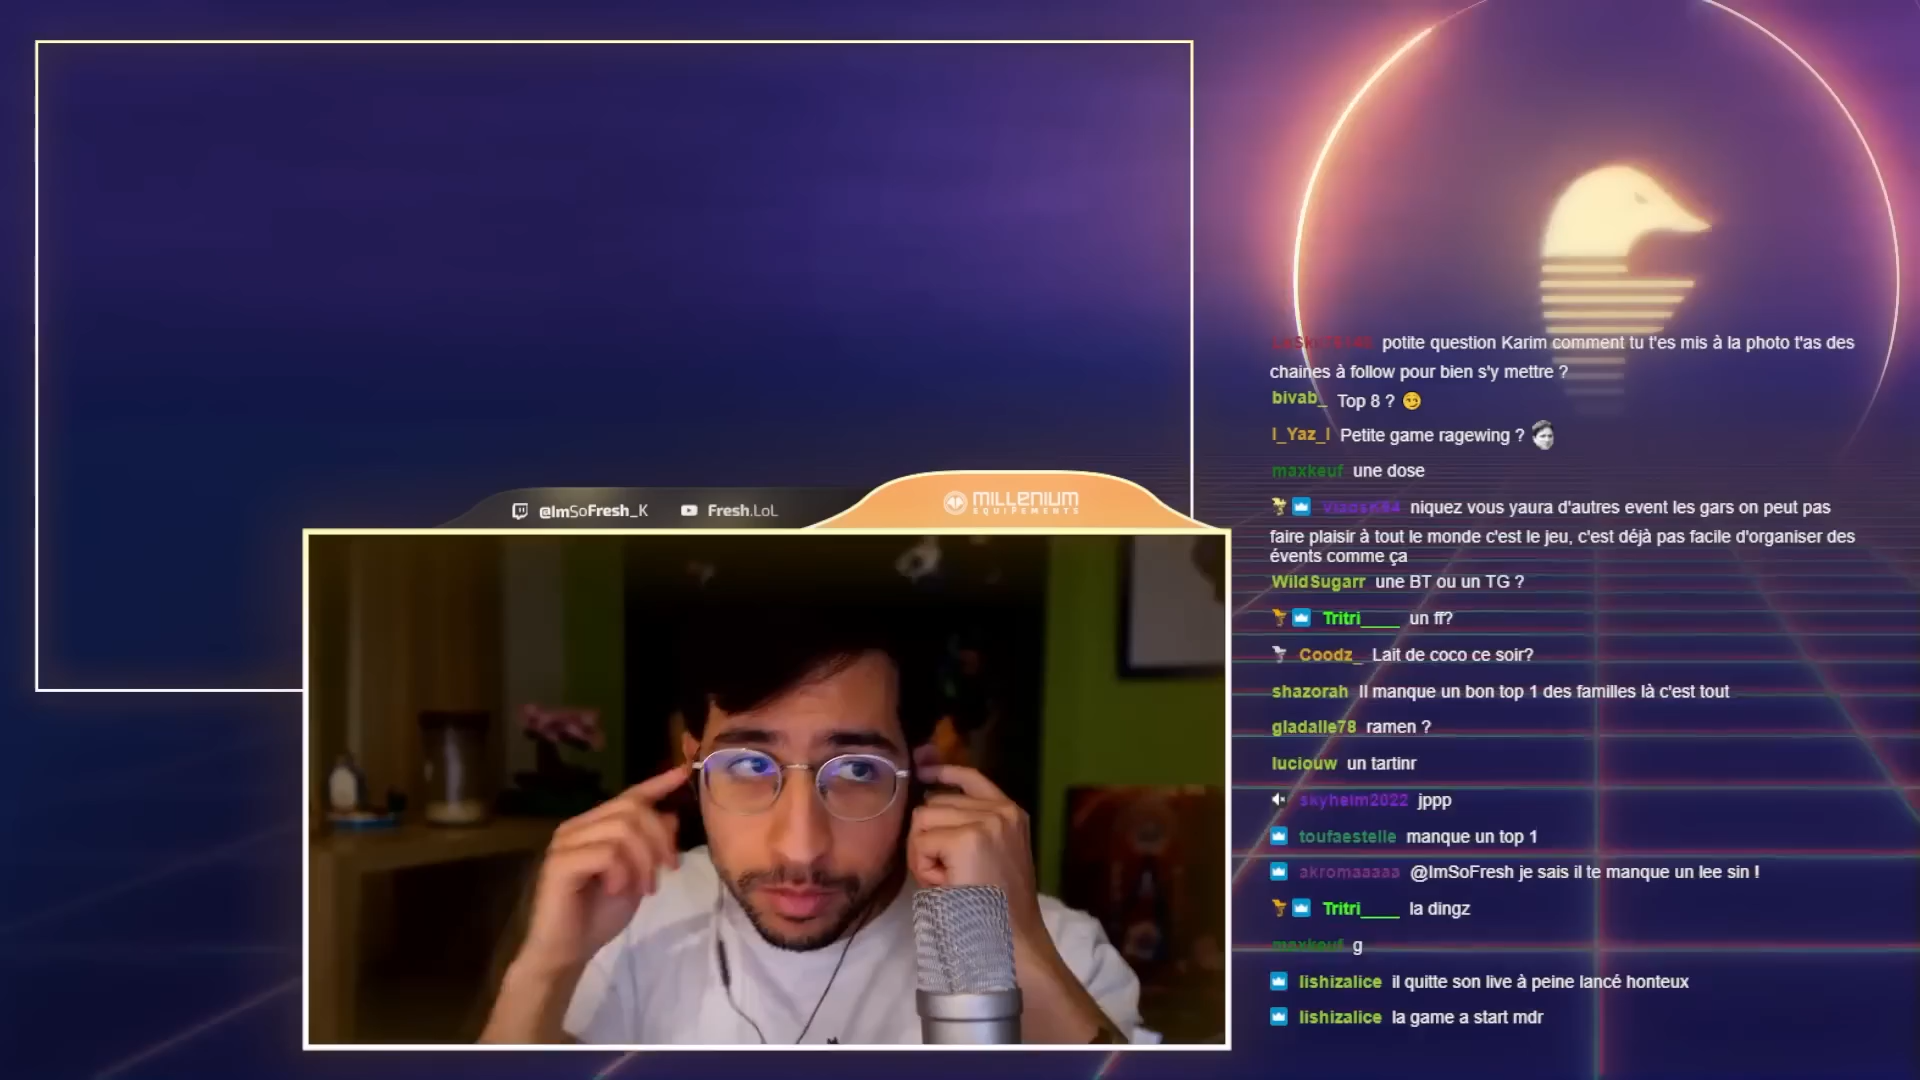 @ImSoFresh_K
Fresh.LoL
MILLENIUM
EQUIPEMENTS
potite question Karim comment tu t'es mis à la photo t'as des
chaines à follow pour bien s'y mettre ?
bivab_ Top 8 ?
I_Yaz_I Petite game ragewing ?
maxkeuf une dose
niquez vous yaura d'autres event les gars on peut pas
faire plaisir à tout le monde c'est le jeu, c'est déjà pas facile d'organiser des
évents comme ça
WildSugarr une BT ou un TG ?
Tritri____ un ff?
Coodz_ Lait de coco ce soir?
shazorah Il manque un bon top 1 des familles là c'est tout
gladalle78 ramen ?
luciouw un tartinr
skyheim2022 jppp
toufaestelle manque un top 1
akromaaaaa @ImSoFresh je sais il te manque un lee sin !
Tritri____ la dingz
maxkeuf g
lishizalice il quitte son live à peine lancé honteux
lishizalice la game a start mdr